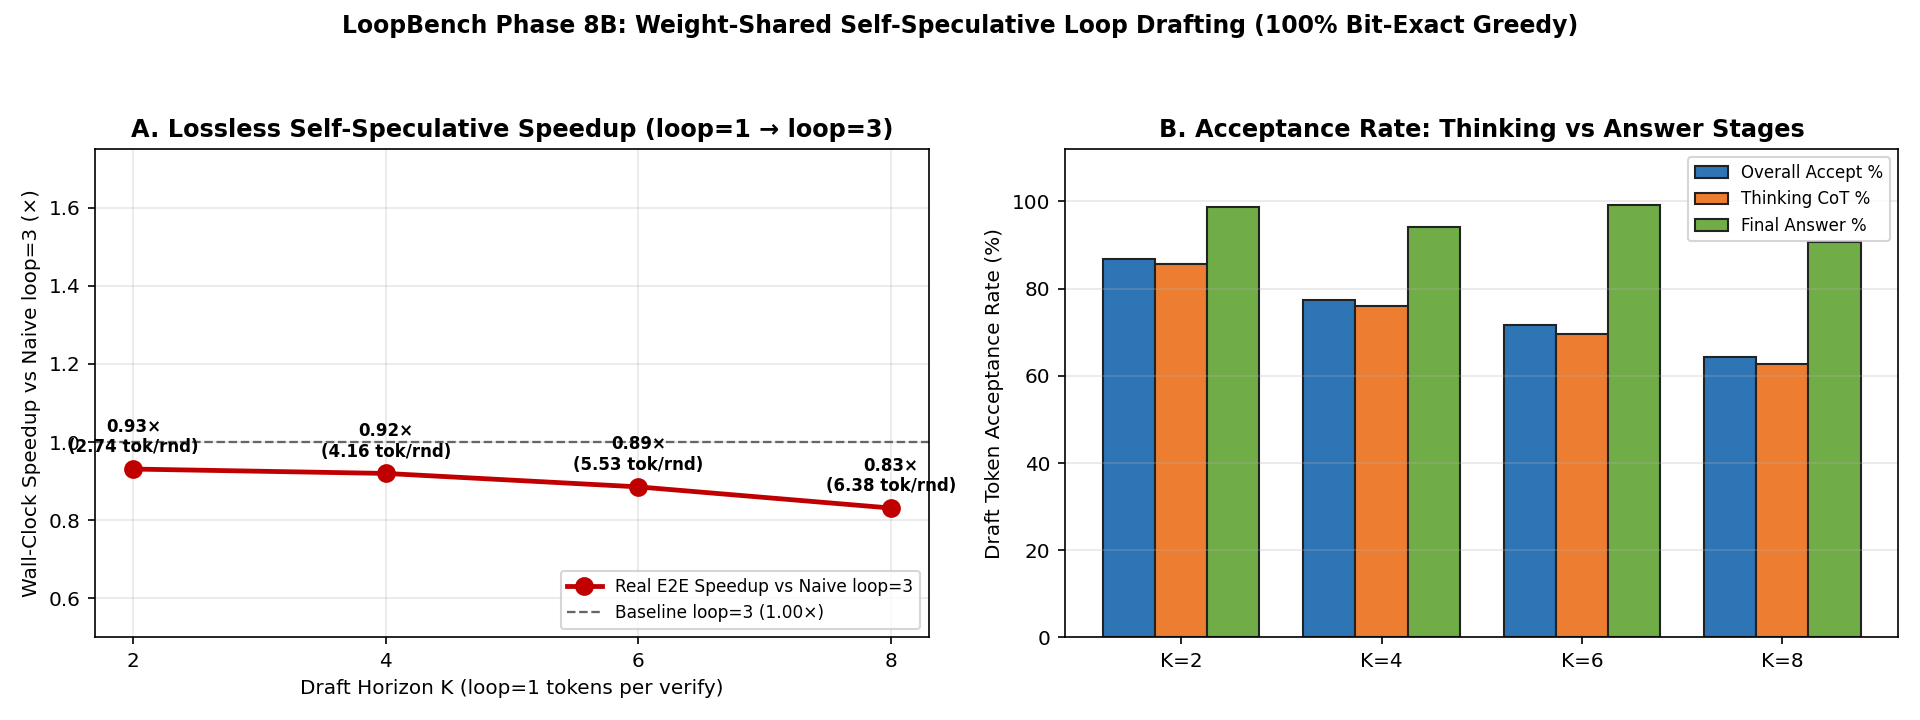 LoopBench Phase 8B: Weight-Shared Self-Speculative Loop Drafting (100% Bit-Exact Greedy)
A. Lossless Self-Speculative Speedup (loop=1 → loop=3)
Wall-Clock Speedup vs Naive loop=3 (×)
1.6
1.4
1.2
1.0
0.8
0.6
0.93×
(2.74 tok/rnd)
0.92×
(4.16 tok/rnd)
0.89×
(5.53 tok/rnd)
0.83×
(6.38 tok/rnd)
Real E2E Speedup vs Naive loop=3
Baseline loop=3 (1.00×)
2
4
6
8
Draft Horizon K (loop=1 tokens per verify)
B. Acceptance Rate: Thinking vs Answer Stages
Draft Token Acceptance Rate (%)
100
80
60
40
20
0
Overall Accept %
Thinking CoT %
Final Answer %
K=2
K=4
K=6
K=8